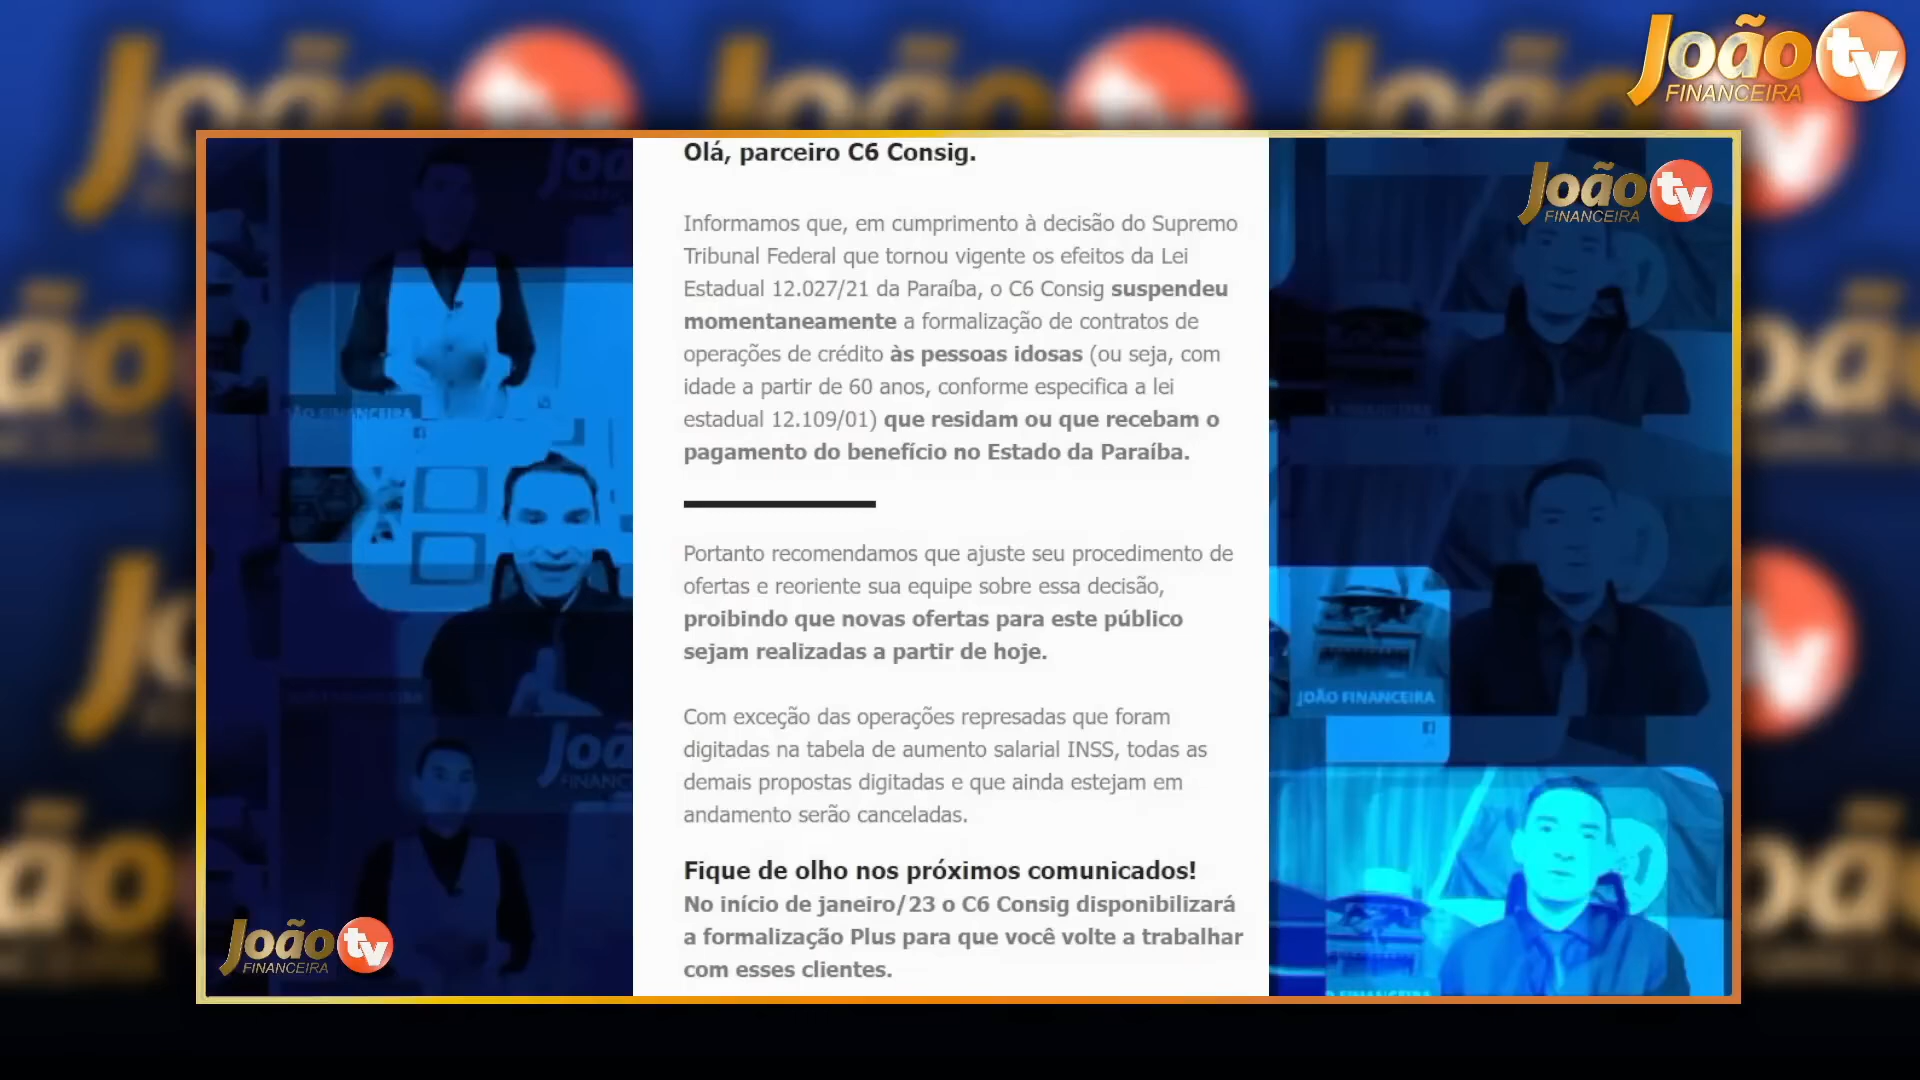 João tv
FINANCEIRA
João tv
FINANCEIRA
Olá, parceiro C6 Consig.
Informamos que, em cumprimento à decisão do Supremo
Tribunal Federal que tornou vigente os efeitos da Lei
Estadual 12.027/21 da Paraíba, o C6 Consig suspendeu
momentaneamente a formalização de contratos de
operações de crédito às pessoas idosas (ou seja, com
idade a partir de 60 anos, conforme especifica a lei
estadual 12.109/01) que residam ou que recebam o
pagamento do benefício no Estado da Paraíba.
Portanto recomendamos que ajuste seu procedimento de
ofertas e reoriente sua equipe sobre essa decisão,
proibindo que novas ofertas para este público
sejam realizadas a partir de hoje.
Com exceção das operações represadas que foram
digitadas na tabela de aumento salarial INSS, todas as
demais propostas digitadas e que ainda estejam em
andamento serão canceladas.
Fique de olho nos próximos comunicados!
No início de janeiro/23 o C6 Consig disponibilizará
a formalização Plus para que você volte a trabalhar
com esses clientes.
JOÃO FINANCEIRA
João tv
FINANCEIRA